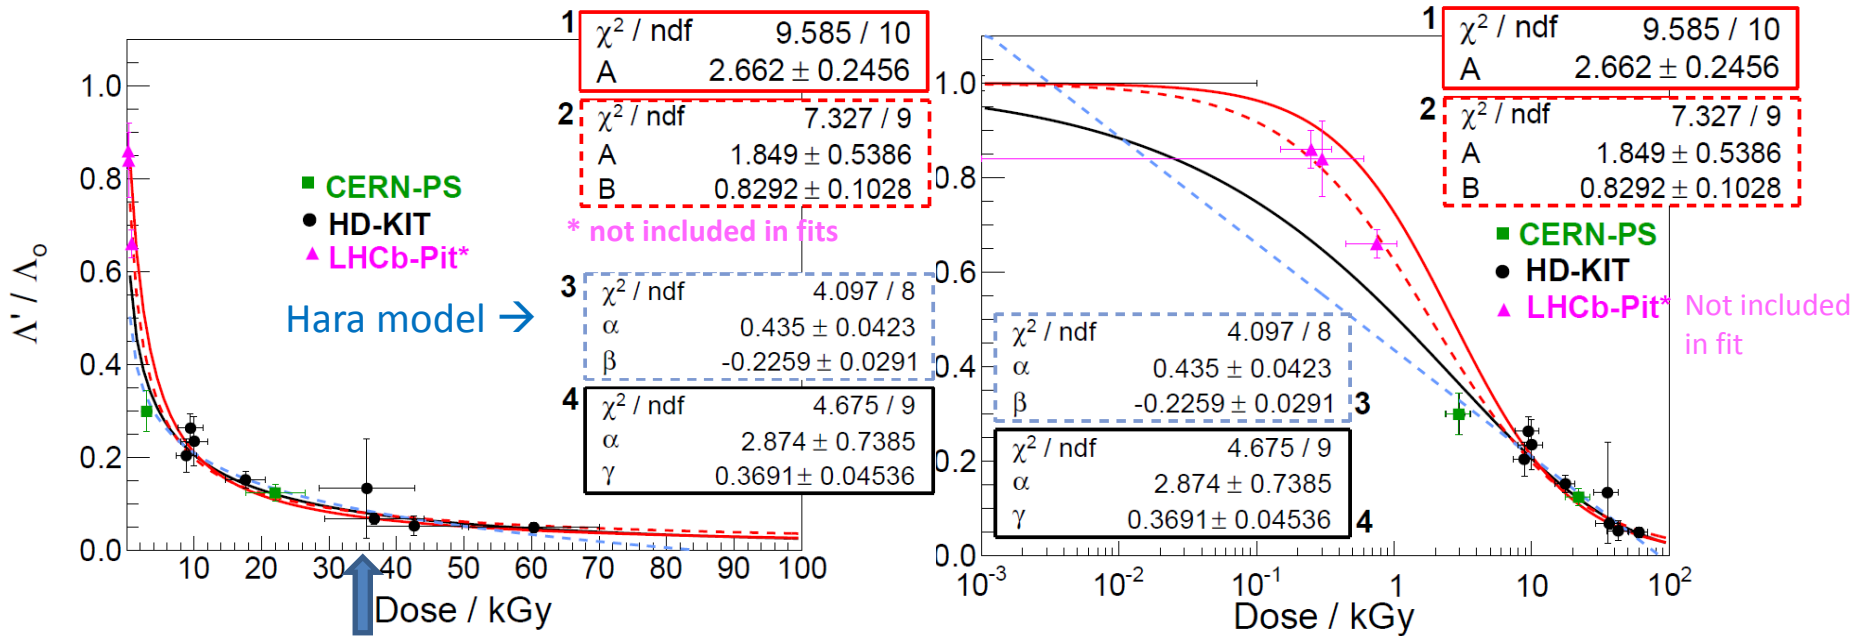 1
χ² / ndf 9.585 / 10
A 2.662 ± 0.2456
2
χ² / ndf 7.327 / 9
A 1.849 ± 0.5386
B 0.8292 ± 0.1028
CERN-PS
HD-KIT
LHCb-Pit*
* not included in fits
Hara model →
3
χ² / ndf 4.097 / 8
α 0.435 ± 0.0423
β -0.2259 ± 0.0291
4
χ² / ndf 4.675 / 9
α 2.874 ± 0.7385
γ 0.3691 ± 0.04536
Λ' / Λo
1.0
0.8
0.6
0.4
0.2
0.0
10 20 30 40 50 60 70 80 90 100
Dose / kGy
1
χ² / ndf 9.585 / 10
A 2.662 ± 0.2456
2
χ² / ndf 7.327 / 9
A 1.849 ± 0.5386
B 0.8292 ± 0.1028
CERN-PS
HD-KIT
LHCb-Pit* Not included
in fit
χ² / ndf 4.097 / 8
α 0.435 ± 0.0423
β -0.2259 ± 0.0291 3
χ² / ndf 4.675 / 9
α 2.874 ± 0.7385
γ 0.3691 ± 0.04536 4
1.0
0.8
0.6
0.4
0.2
0.0
10⁻³ 10⁻² 10⁻¹ 1 10 10²
Dose / kGy